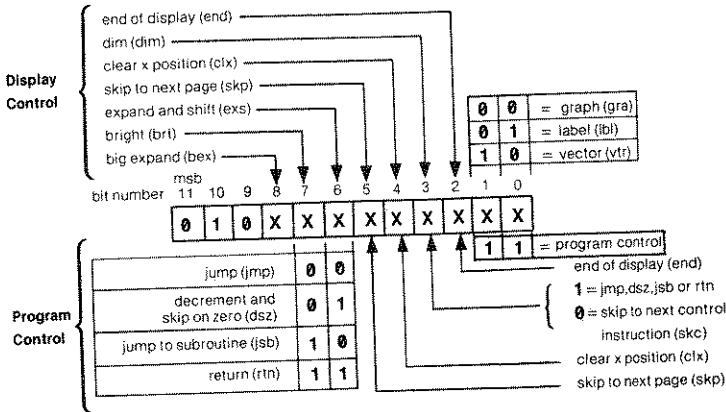 end of display (end)
dim (dim)
clear x position (clx)
skip to next page (skp)
expand and shift (exs)
bright (brt)
big expand (bex)
Display
Control
0 0 = graph (gra)
0 1 = label (lbl)
1 0 = vector (vtr)
msb
bit number 11 10 9 8 7 6 5 4 3 2 1 0
0 1 0 X X X X X X X X X
1 1 = program control
Program
Control
jump (jmp) 0 0
decrement and
skip on zero (dsz) 0 1
jump to subroutine (jsb) 1 0
return (rtn) 1 1
end of display (end)
1 = jmp,dsz,jsb or rtn
0 = skip to next control
instruction (skc)
clear x position (clx)
skip to next page (skp)